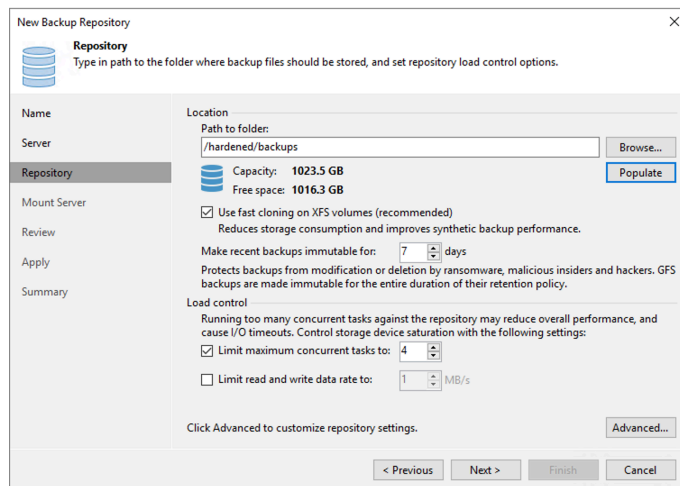 New Backup Repository
Repository
Type in path to the folder where backup files should be stored, and set repository load control options.
Name
Server
Repository
Mount Server
Review
Apply
Summary
Location
Path to folder:
/hardened/backups
Browse...
Capacity: 1023.5 GB
Populate
Free space: 1016.3 GB
Use fast cloning on XFS volumes (recommended)
Reduces storage consumption and improves synthetic backup performance.
Make recent backups immutable for: 7 days
Protects backups from modification or deletion by ransomware, malicious insiders and hackers. GFS
backups are made immutable for the entire duration of their retention policy.
Load control
Running too many concurrent tasks against the repository may reduce overall performance, and
cause I/O timeouts. Control storage device saturation with the following settings:
Limit maximum concurrent tasks to: 4
Limit read and write data rate to: 1 MB/s
Click Advanced to customize repository settings.
Advanced...
< Previous
Next >
Finish
Cancel